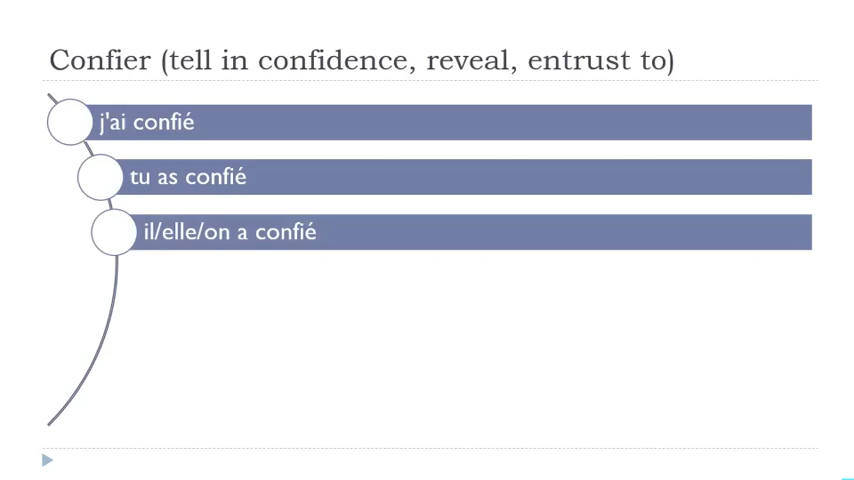 Confier (tell in confidence, reveal, entrust to)
j'ai confié
tu as confié
il/elle/on a confié